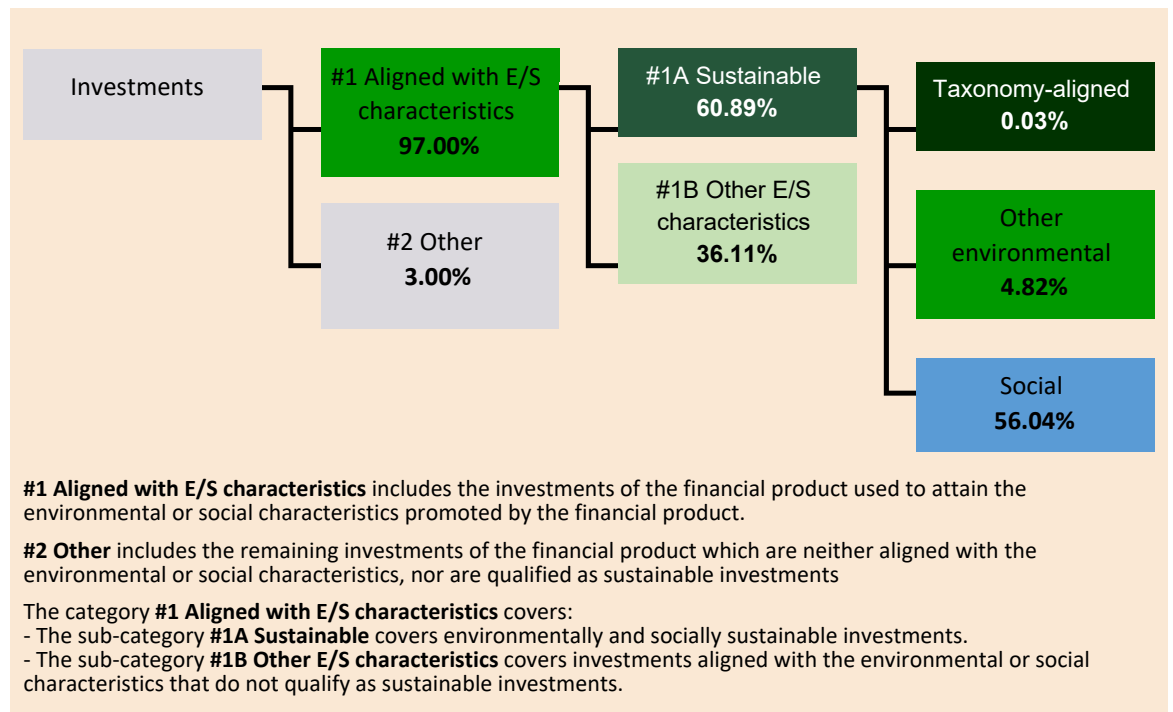 Investments
#1 Aligned with E/S
characteristics
97.00%
#2 Other
3.00%
#1A Sustainable
60.89%
#1B Other E/S
characteristics
36.11%
Taxonomy-aligned
0.03%
Other
environmental
4.82%
Social
56.04%
#1 Aligned with E/S characteristics includes the investments of the financial product used to attain the
environmental or social characteristics promoted by the financial product.
#2 Other includes the remaining investments of the financial product which are neither aligned with the
environmental or social characteristics, nor are qualified as sustainable investments
The category #1 Aligned with E/S characteristics covers:
- The sub-category #1A Sustainable covers environmentally and socially sustainable investments.
- The sub-category #1B Other E/S characteristics covers investments aligned with the environmental or social
characteristics that do not qualify as sustainable investments.